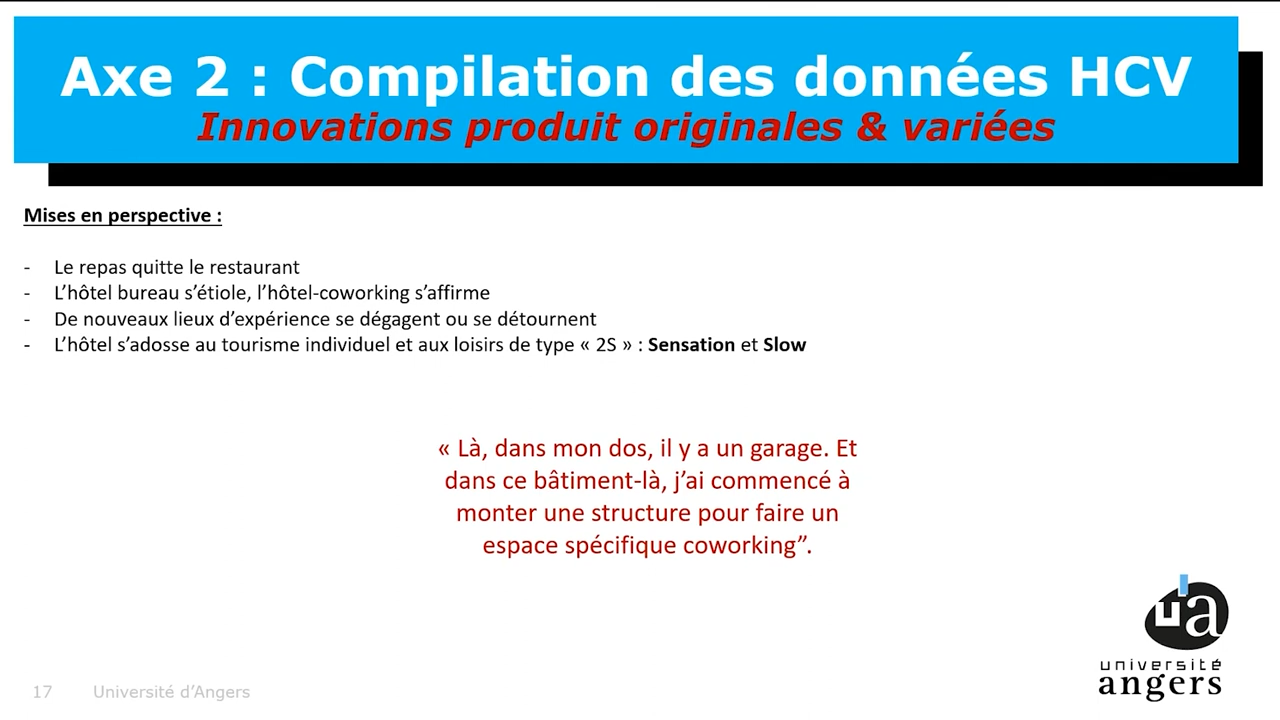 Axe 2 : Compilation des données HCV
Innovations produit originales & variées
Mises en perspective :
- Le repas quitte le restaurant
- L’hôtel bureau s’étiole, l’hôtel-coworking s’affirme
- De nouveaux lieux d’expérience se dégagent ou se détournent
- L’hôtel s’adosse au tourisme individuel et aux loisirs de type « 2S » : Sensation et Slow
« Là, dans mon dos, il y a un garage. Et
dans ce bâtiment-là, j’ai commencé à
monter une structure pour faire un
espace spécifique coworking”.
ua
université
angers
17 Université d’Angers